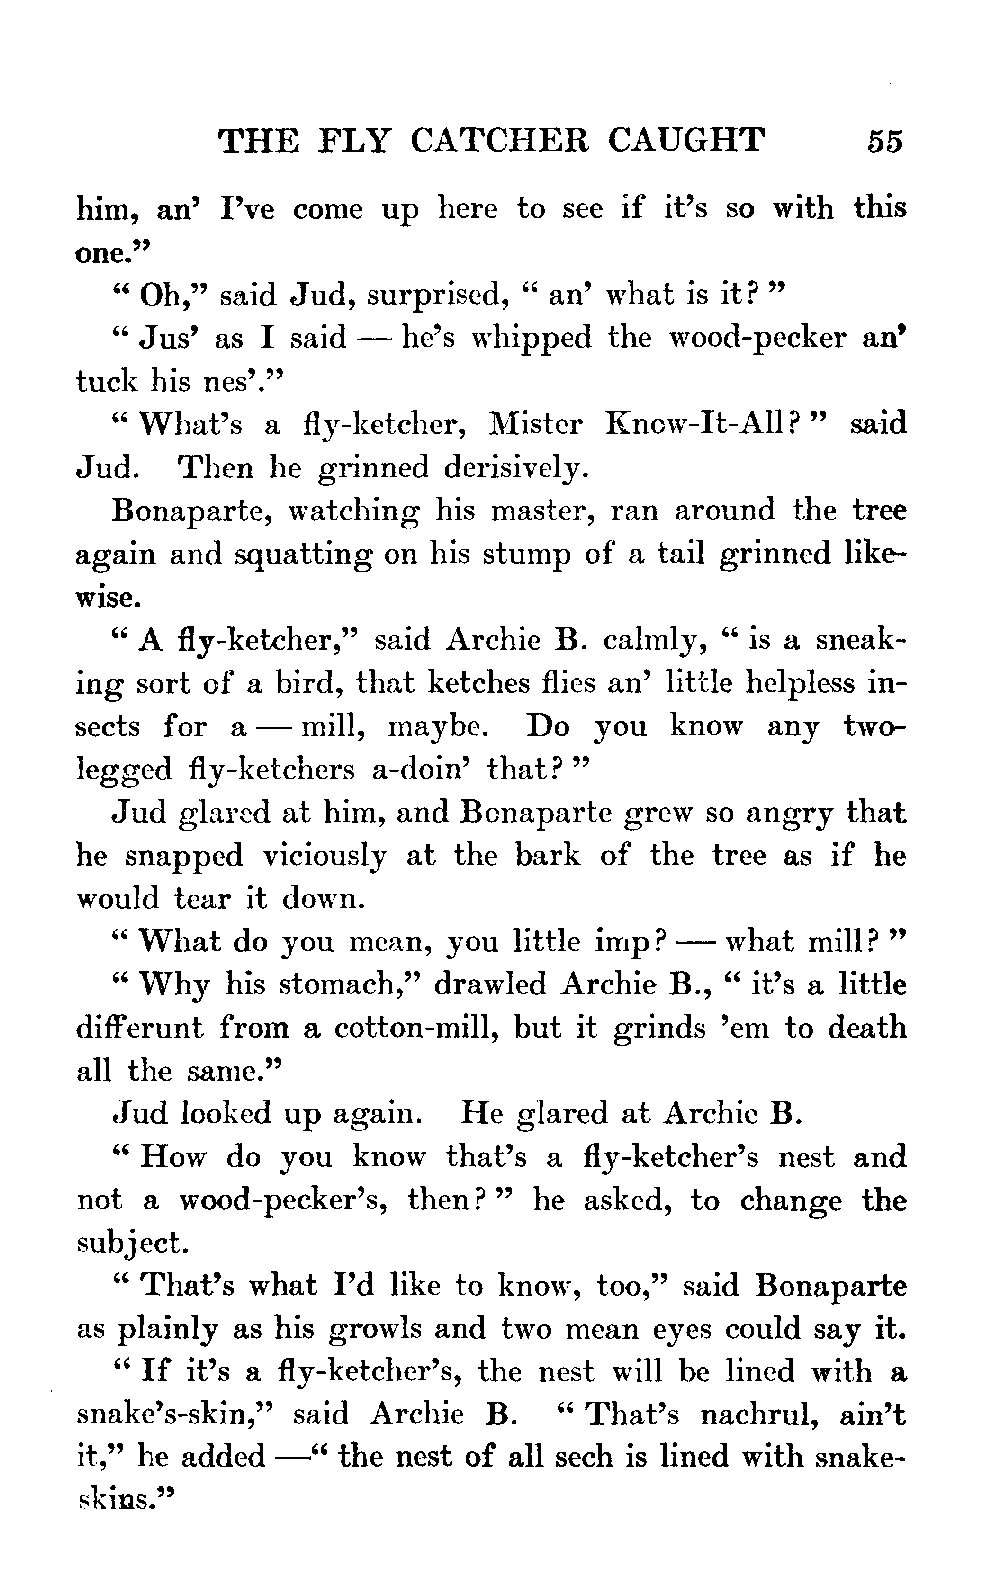 THE FLY CATCHER CAUGHT 55
him, an' I've come up here to see if it's so with this
one."
" Oh," said Jud, surprised, " an' what is it? "
" Jus' as I said — he's whipped the wood-pecker an'
tuck his nes'."
" What's a fly-ketcher, Mister Know-It-All? " said
Jud. Then he grinned derisively.
Bonaparte, watching his master, ran around the tree
again and squatting on his stump of a tail grinned like-
wise.
" A fly-ketcher," said Archie B. calmly, " is a sneak-
ing sort of a bird, that ketches flies an' little helpless in-
sects for a — mill, maybe. Do you know any two-
legged fly-ketchers a-doin' that? "
Jud glared at him, and Bonaparte grew so angry that
he snapped viciously at the bark of the tree as if he
would tear it down.
" What do you mean, you little imp? — what mill? "
" Why his stomach," drawled Archie B., " it's a little
differunt from a cotton-mill, but it grinds 'em to death
all the same."
Jud looked up again. He glared at Archie B.
" How do you know that's a fly-ketcher's nest and
not a wood-pecker's, then? " he asked, to change the
subject.
" That's what I'd like to know, too," said Bonaparte
as plainly as his growls and two mean eyes could say it.
" If it's a fly-ketcher's, the nest will be lined with a
snake's-skin," said Archie B. " That's nachrul, ain't
it," he added —" the nest of all sech is lined with snake-
skins."